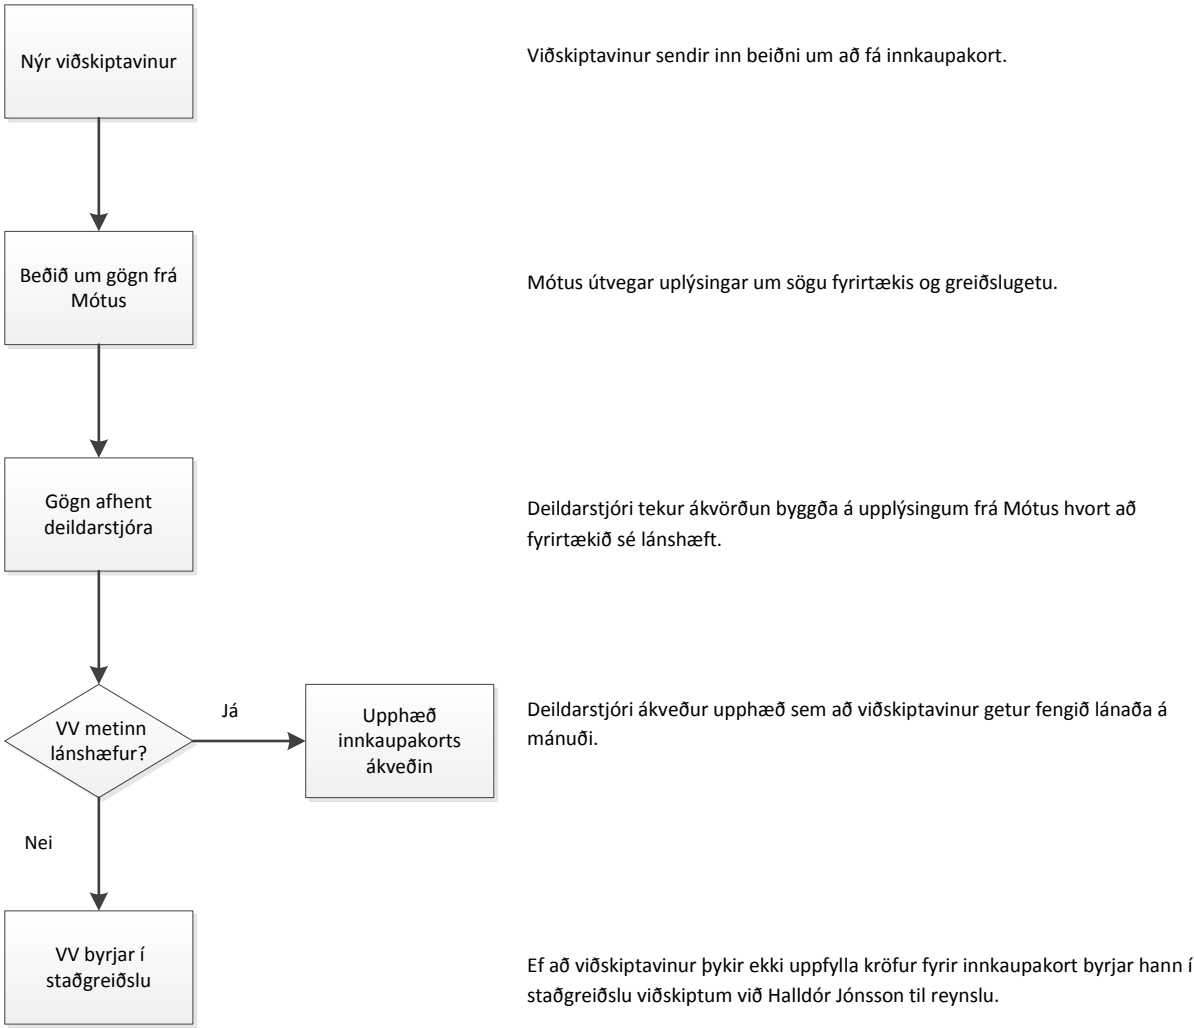 Nýr viðskiptavinur
Viðskiptavinur sendir inn beiðni um að fá innkaupakort.
Beðið um gögn frá
Mótus
Mótus útvegar uplýsingar um sögu fyrirtækis og greiðslugetu.
Gögn afhent
deildarstjóra
Deildarstjóri tekur ákvörðun byggða á upplýsingum frá Mótus hvort að
fyrirtækið sé lánshæft.
VV metinn
lánshæfur?
Já
Upphæð
innkaupakorts
ákveðin
Deildarstjóri ákveður upphæð sem að viðskiptavinur getur fengið lánaða á
mánuði.
Nei
VV byrjar í
staðgreiðslu
Ef að viðskiptavinur þykir ekki uppfylla kröfur fyrir innkaupakort byrjar hann í
staðgreiðslu viðskiptum við Halldór Jónsson til reynslu.